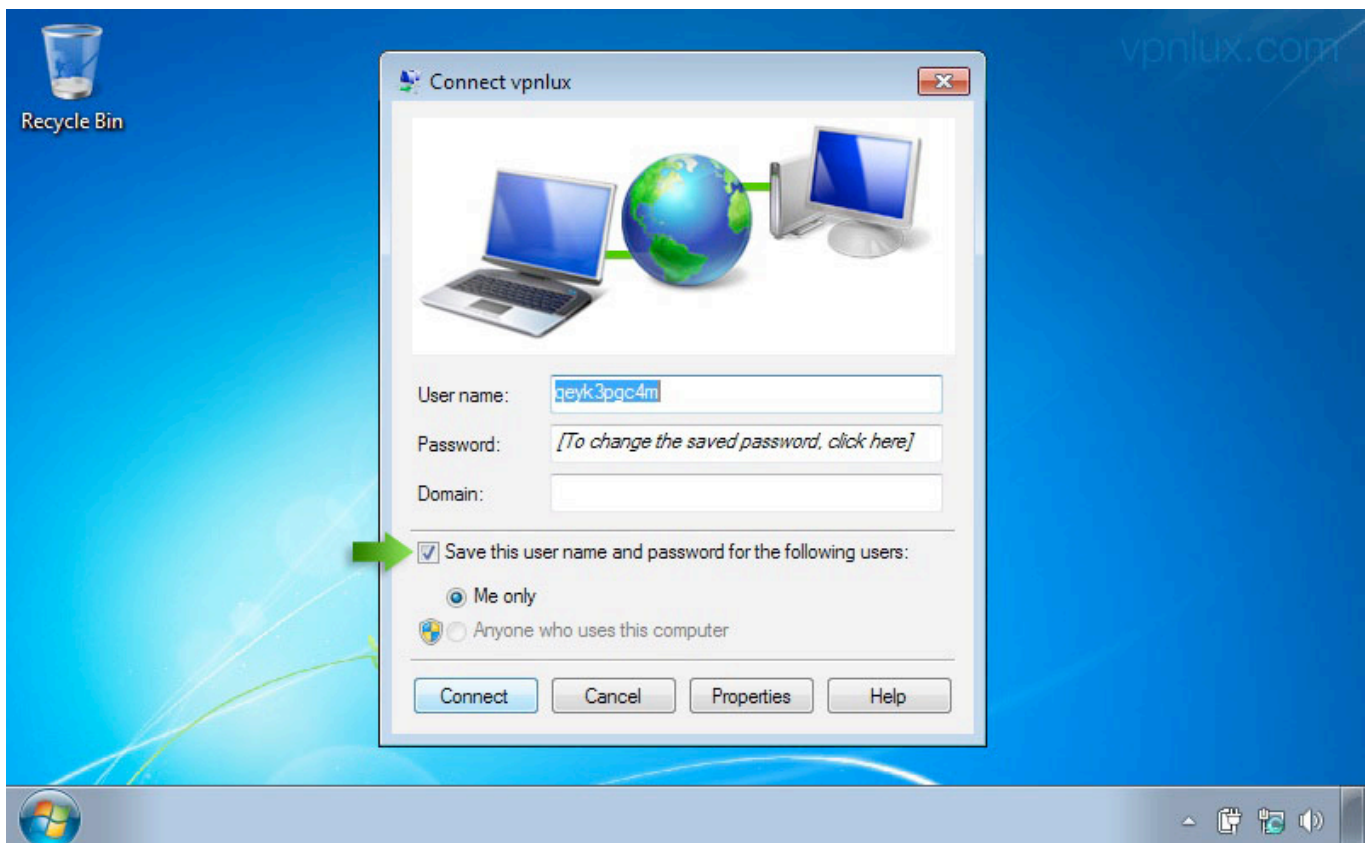 vpnlux.com
Recycle Bin
Connect vpnlux
User name:
qeyk3pgc4m
Password:
[To change the saved password, click here]
Domain:
Save this user name and password for the following users:
Me only
Anyone who uses this computer
Connect Cancel Properties Help